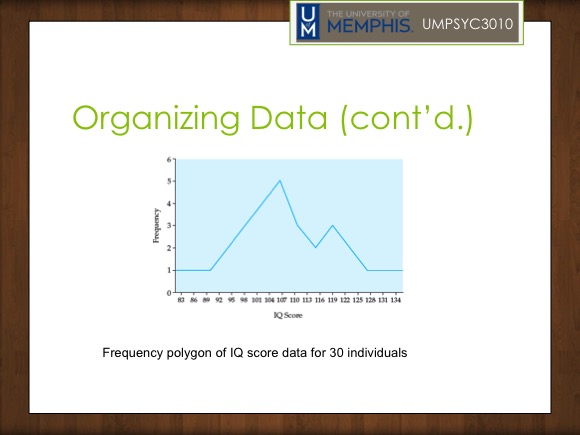 UM
THE UNIVERSITY OF
MEMPHIS.
UMPSYC3010
Organizing Data (cont’d.)
6
5
4
3
2
1
0
Frequency
83 86 89 92 95 98 101 104 107 110 113 116 119 122 125 128 131 134
IQ Score
Frequency polygon of IQ score data for 30 individuals